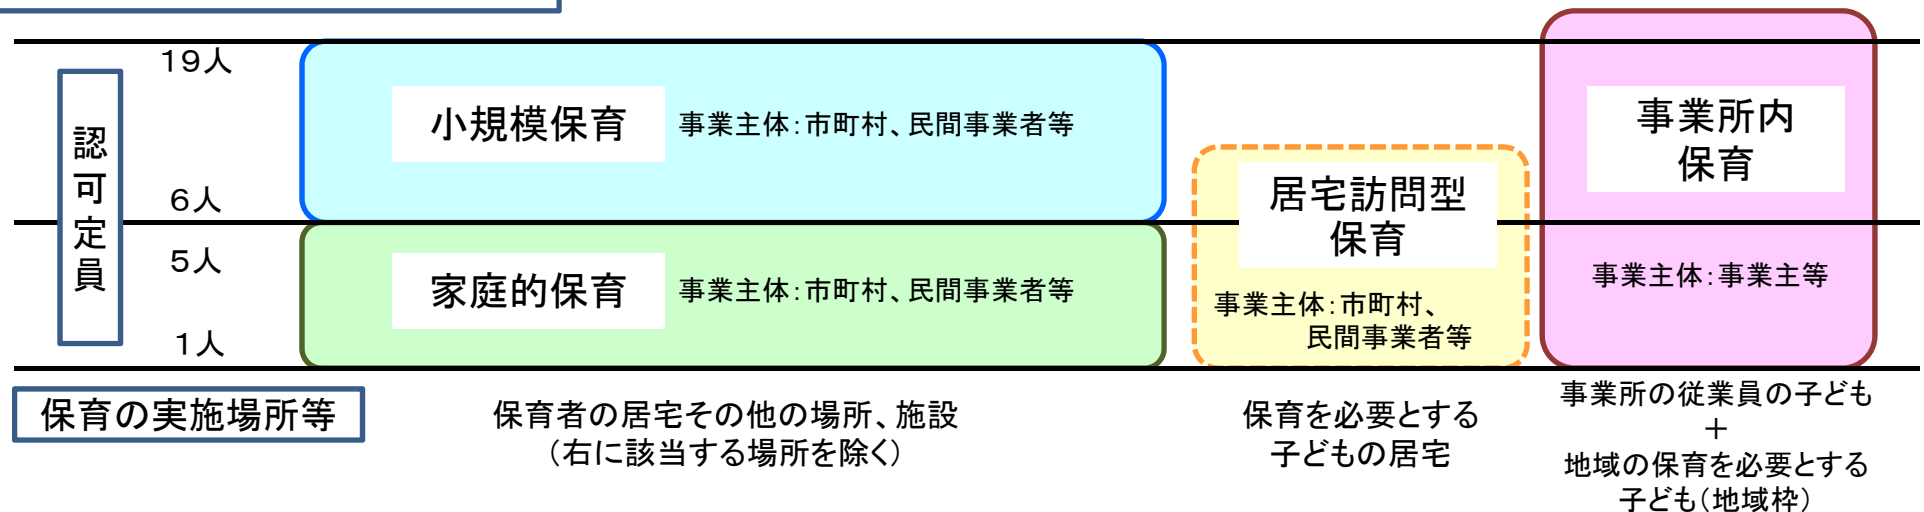 認可定員
19人
6人
5人
1人
小規模保育
事業主体：市町村、民間事業者等
家庭的保育
事業主体：市町村、民間事業者等
居宅訪問型
保育
事業主体：市町村、
民間事業者等
事業所内
保育
事業主体：事業主等
保育の実施場所等
保育者の居宅その他の場所、施設
（右に該当する場所を除く）
保育を必要とする
子どもの居宅
事業所の従業員の子ども
＋
地域の保育を必要とする
子ども（地域枠）